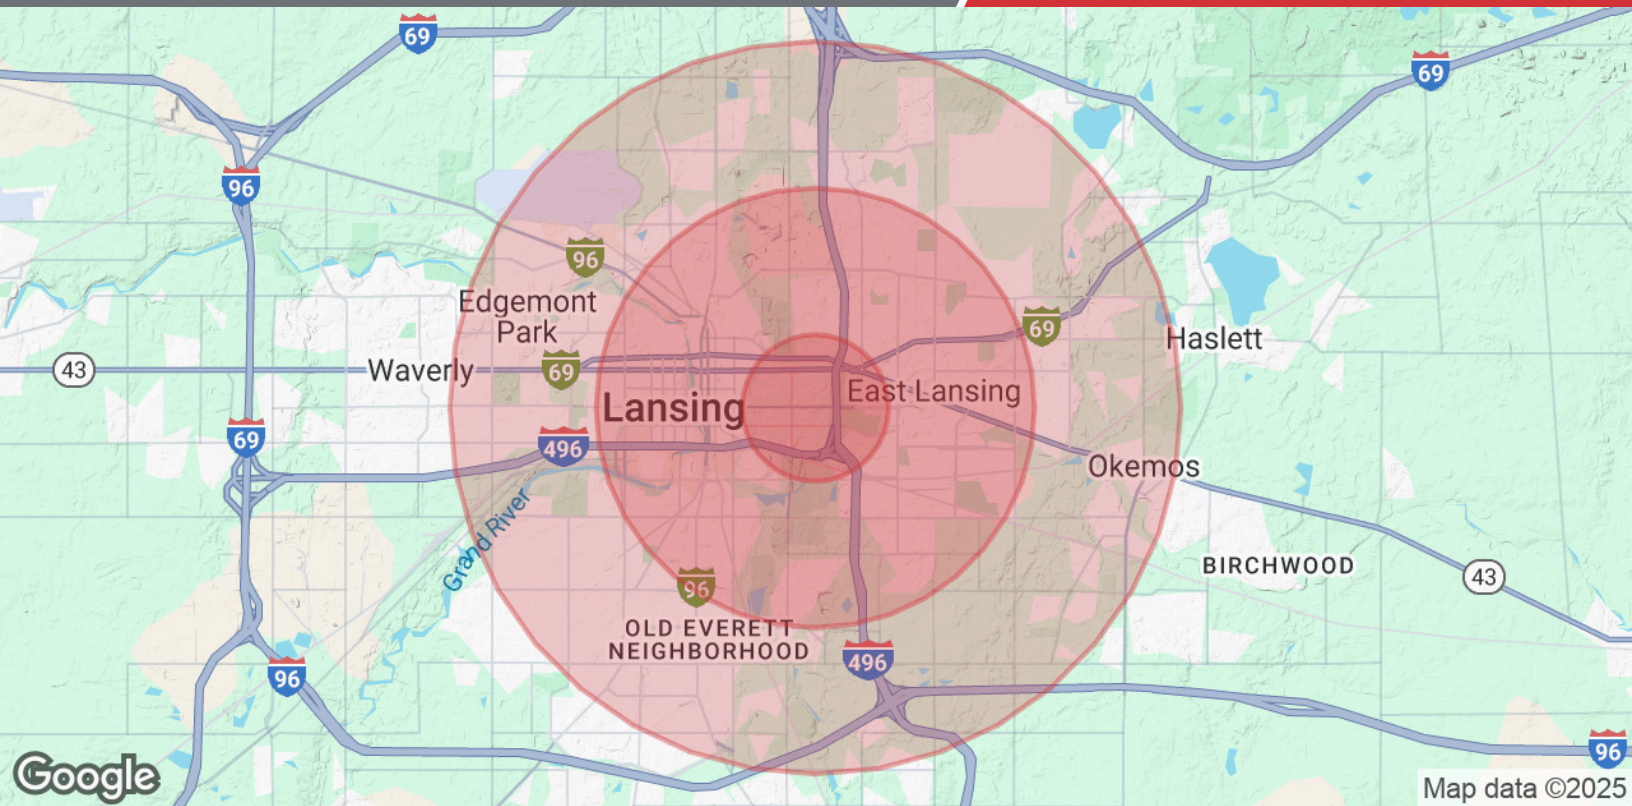 69
69
96
96
Edgemont
Park
69
Haslett
43
Waverly
69
East Lansing
Lansing
69
496
Okemos
Grand River
BIRCHWOOD
43
96
OLD EVERETT
NEIGHBORHOOD
496
96
96
Google
Map data ©2025